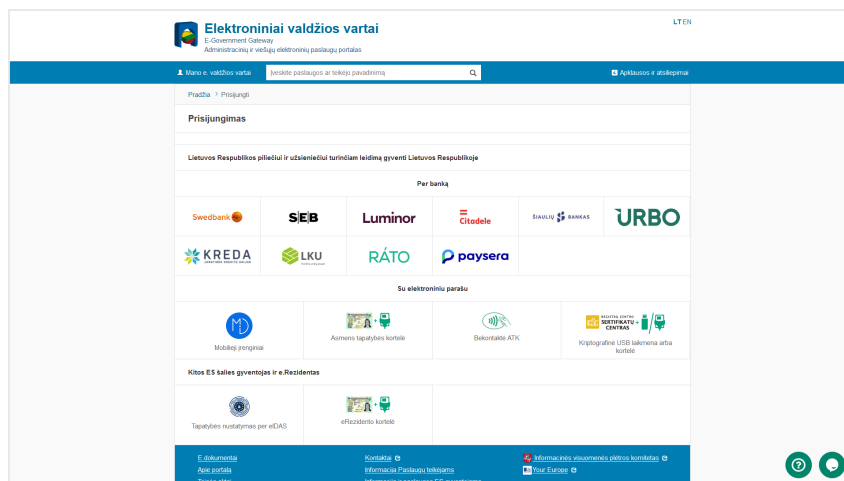 Elektroniniai valdžios vartai
E-Government Gateway
Administracinių ir viešųjų elektroninių paslaugų portalas
LT EN
Mano e. valdžios vartai
Įveskite paslaugos ar teikėjo pavadinimą
Apklausos ir atsiliepimai
Pradžia > Prisijungti
Prisijungimas
Lietuvos Respublikos piliečiui ir užsieniečiui turinčiam leidimą gyventi Lietuvos Respublikoje
Per banką
Swedbank
SEB
Luminor
Citadele
ŠIAULIŲ BANKAS
URBO
KREDA
LKU
RATO
paysera
Su elektroniniu parašu
Mobilieji įrenginiai
Asmens tapatybės kortelė
Bekontaktė ATK
REGISTRŲ CENTRO
SERTIFIKATŲ
CENTRAS
Kriptografinė USB laikmena arba
kortelė
Kitos ES šalies gyventojas ir e.Rezidentas
Tapatybės nustatymas per eIDAS
eRezidento kortelė
E.dokumentai
Kontaktai
Informacinės visuomenės plėtros komitetas
Apie portalą
Informacija Paslaugų teikėjams
Your Europe